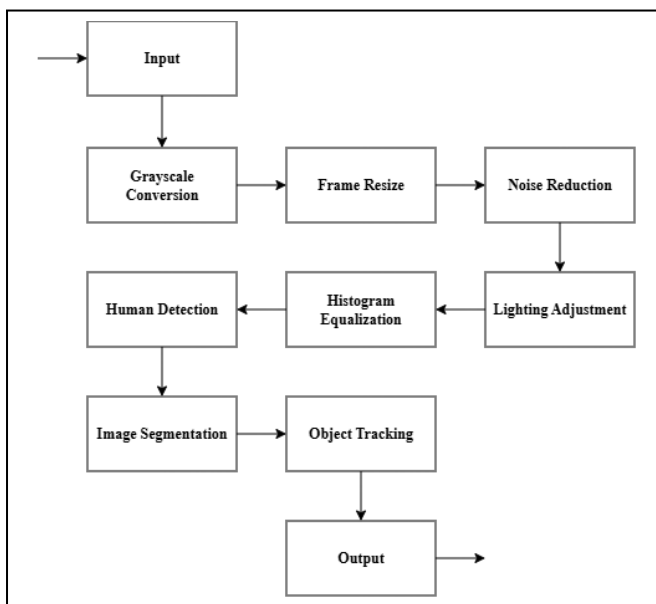 Input
Grayscale
Conversion
Frame Resize
Noise Reduction
Lighting Adjustment
Histogram
Equalization
Human Detection
Image Segmentation
Object Tracking
Output